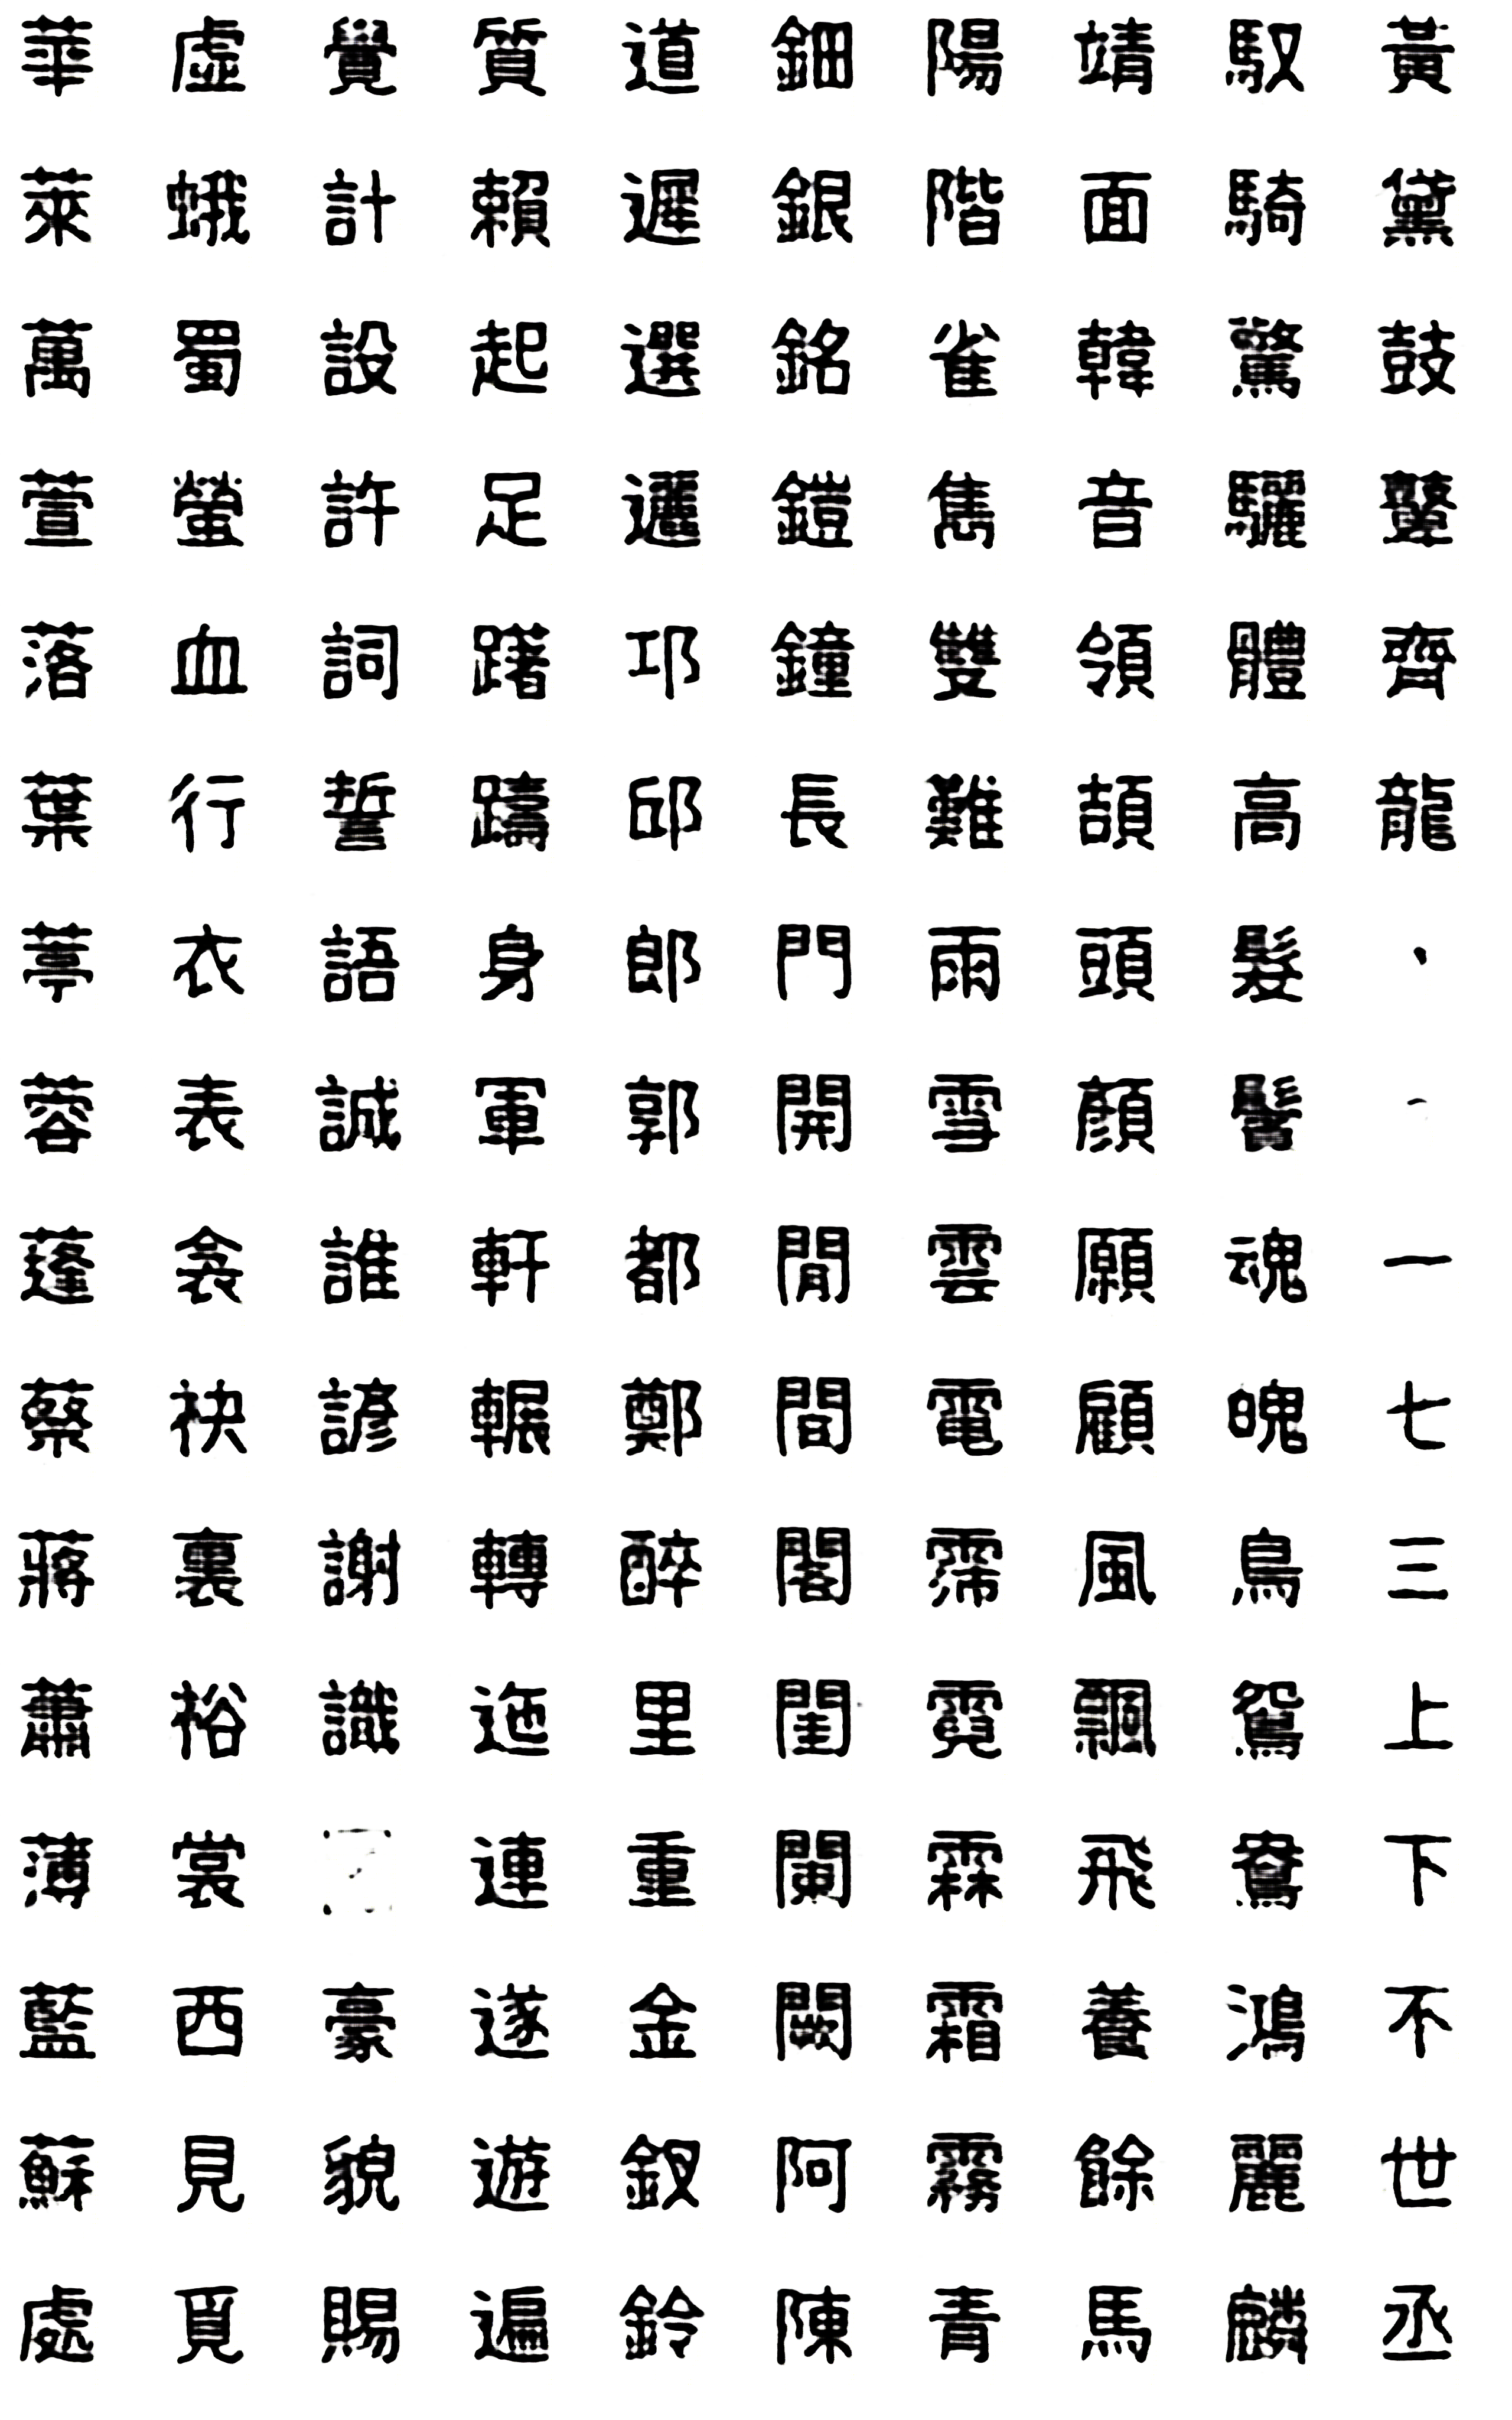 華萊萬萱落葉葶蓉蓬蔡蔣蕭薄藍蘇處
虛蛾蜀螢血行衣表衾袂裏裕裳西見覓
覺計設許詞誓語誠誰諺謝識豪貌賜
質賴起足躇躊身軍軒輾轉迤連遂遊遍
道遲選邐邛邱郎郭都鄭醉里重金釵鈴
鈿銀銘鎧鐘長門開閒間閣閨闌闕阿陳
陽階雀雋雙難雨雪雲電霈霓霖霜霧青
靖面韓音領頡頭顏願顧風飄飛養餘馬
馭騎驚驪體高髮鬢魂魄鳥鴛鴦鴻麗麟
黃黛鼓鼙齊龍一七三上下不世丞